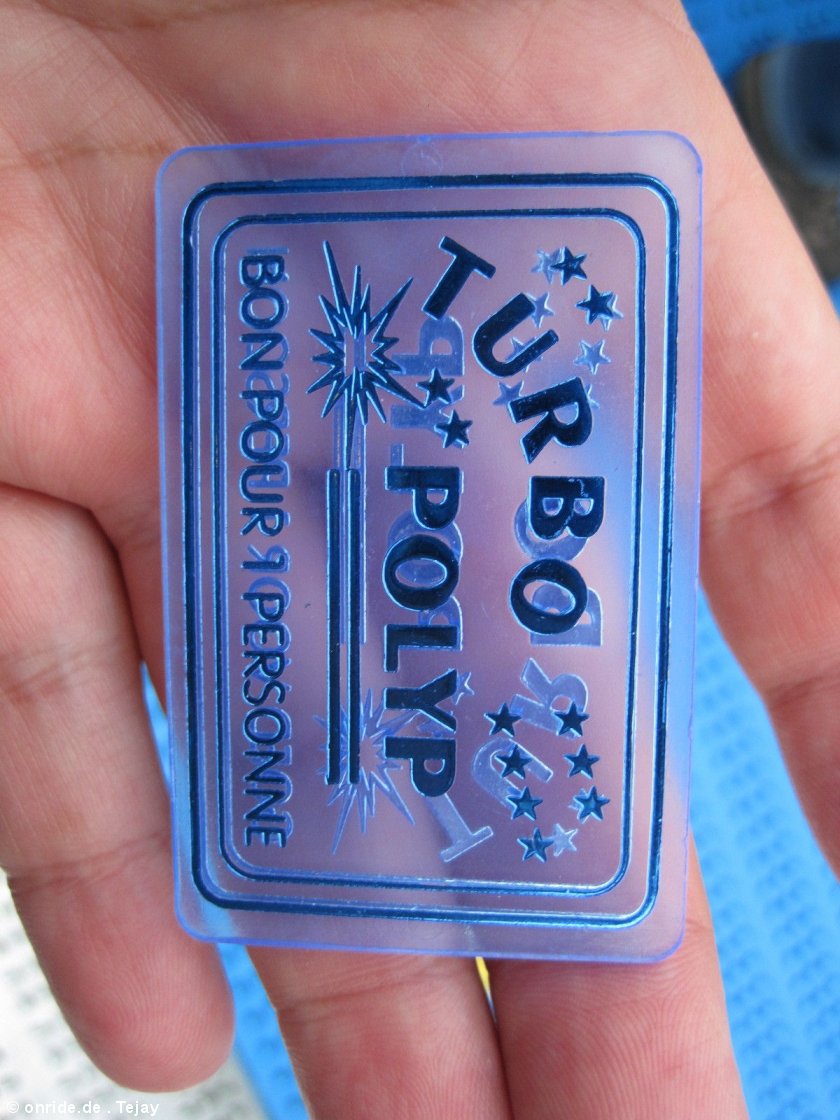 TURBO
POLYP
BON POUR 1 PERSONNE
© onride.de . Tejay